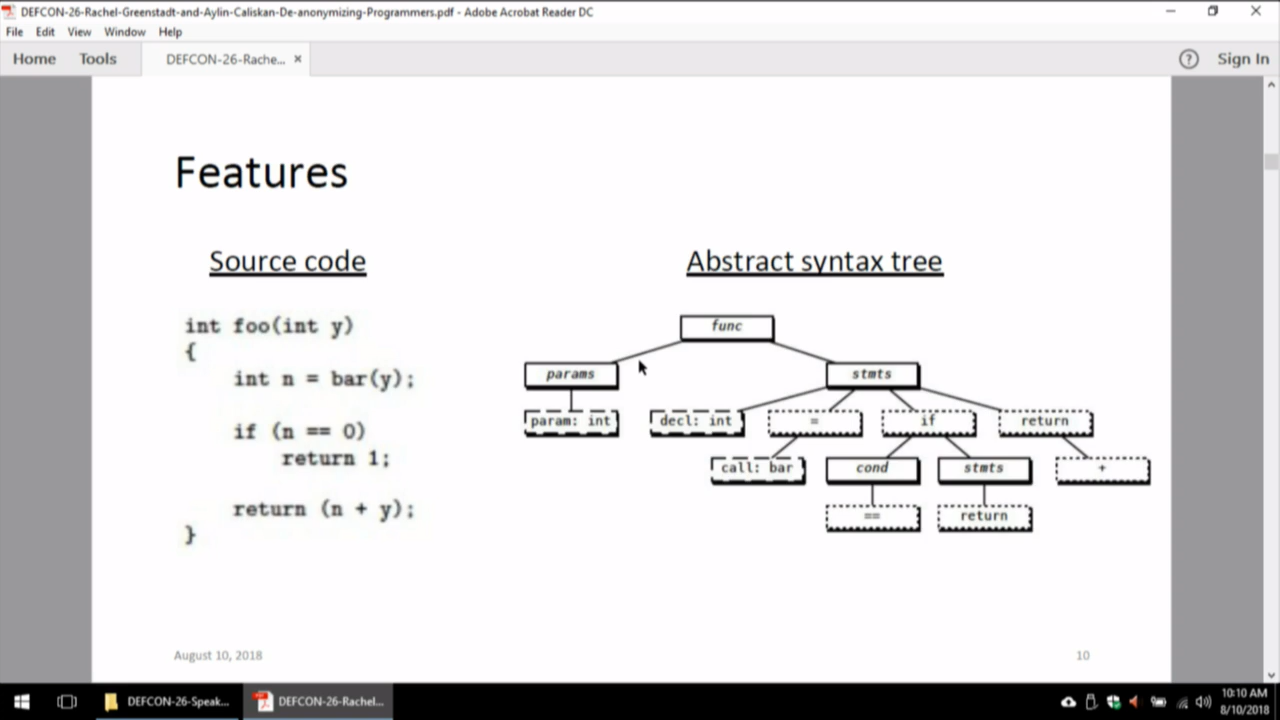 DEFCON-26-Rachel-Greenstadt-and-Aylin-Caliskan-De-anonymizing-Programmers.pdf - Adobe Acrobat Reader DC
File Edit View Window Help
Home Tools DEFCON-26-Rache... × ? Sign In
Features
Source code
int foo(int y)
{
int n = bar(y);
if (n == 0)
return 1;
return (n + y);
}
Abstract syntax tree
func
params stmts
param: int decl: int = if return
call: bar cond stmts +
== return
August 10, 2018 10
DEFCON-26-Speak... DEFCON-26-Rachel... 10:10 AM
8/10/2018